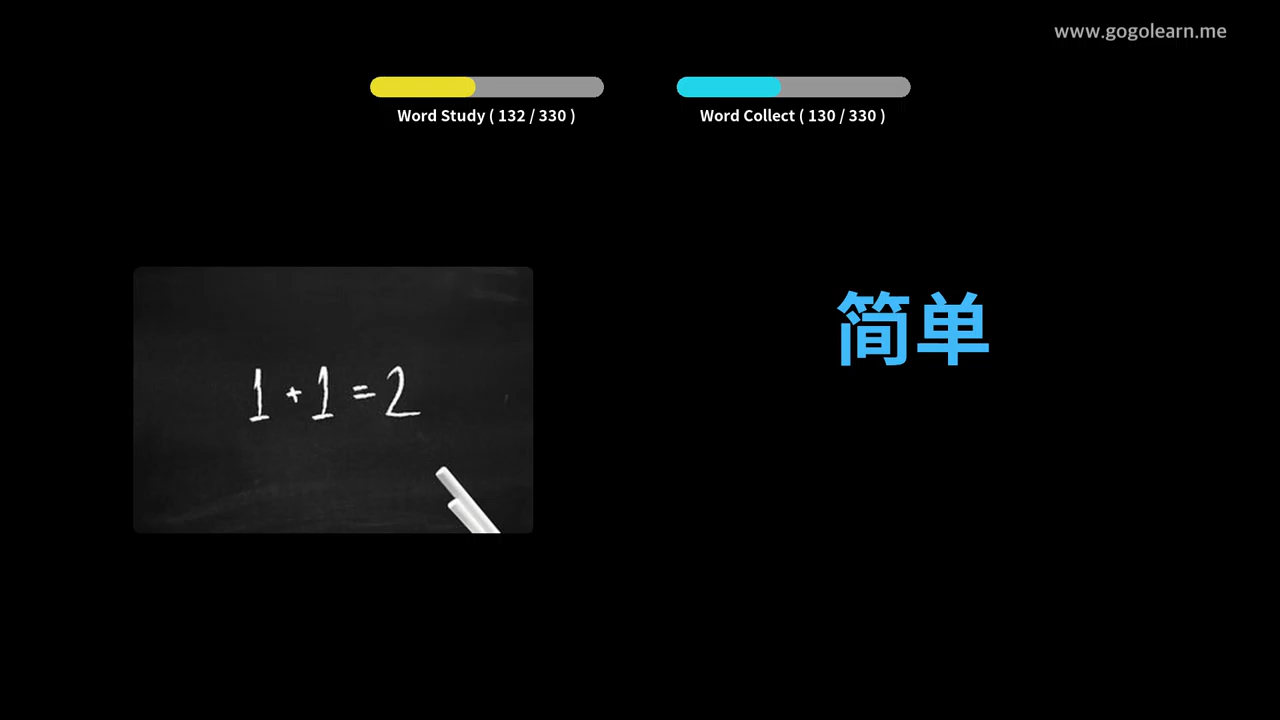 www.gogolearn.me
Word Study ( 132 / 330 )
Word Collect ( 130 / 330 )
简单
1 + 1 = 2